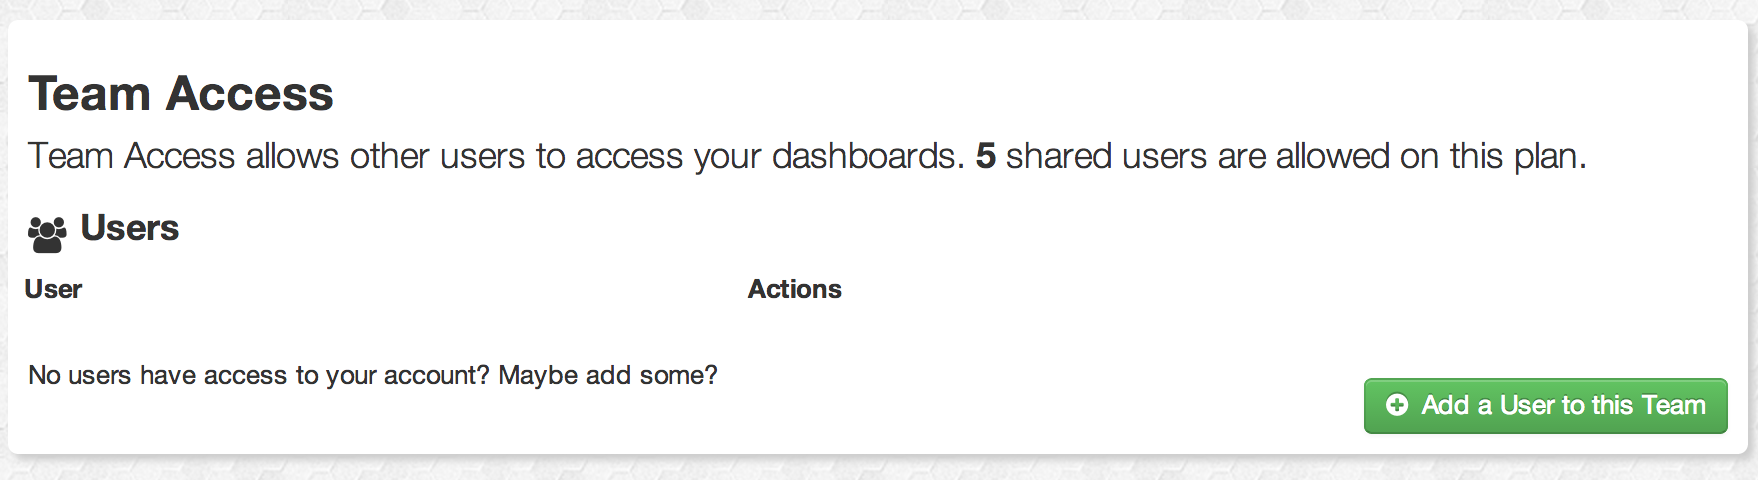 Team Access
Team Access allows other users to access your dashboards. 5 shared users are allowed on this plan.
Users
User Actions
No users have access to your account? Maybe add some?
Add a User to this Team